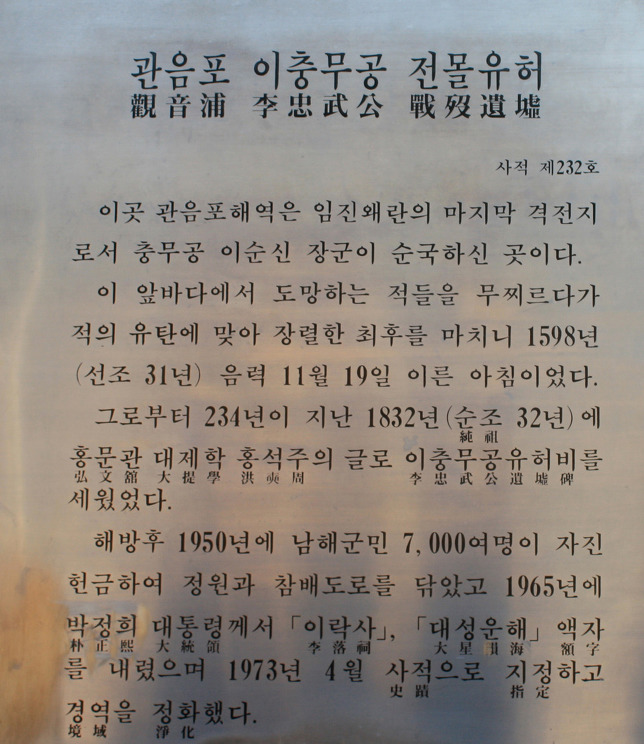 관음포 이충무공 전몰유허
觀音浦 李忠武公 戰歿遺墟
사적 제232호
이곳 관음포해역은 임진왜란의 마지막 격전지
로서 충무공 이순신 장군이 순국하신 곳이다.
이 앞바다에서 도망하는 적들을 무찌르다가
적의 유탄에 맞아 장렬한 최후를 마치니 1598년
(선조 31년) 음력 11월 19일 이른 아침이었다.
그로부터 234년이 지난 1832년(순조 32년)에
純祖
홍문관 대제학 홍석주의 글로 이충무공유허비를
弘文舘 大提學 洪奭周 李忠武公遺墟碑
세웠었다.
해방후 1950년에 남해군민 7,000여명이 자진
헌금하여 정원과 참배도로를 닦았고 1965년에
박정희 대통령께서 「이락사」, 「대성운해」 액자
朴正熙 大統領 李落祠 大星隕海 額字
를 내렸으며 1973년 4월 사적으로 지정하고
史蹟 指定
경역을 정화했다.
境域 淨化